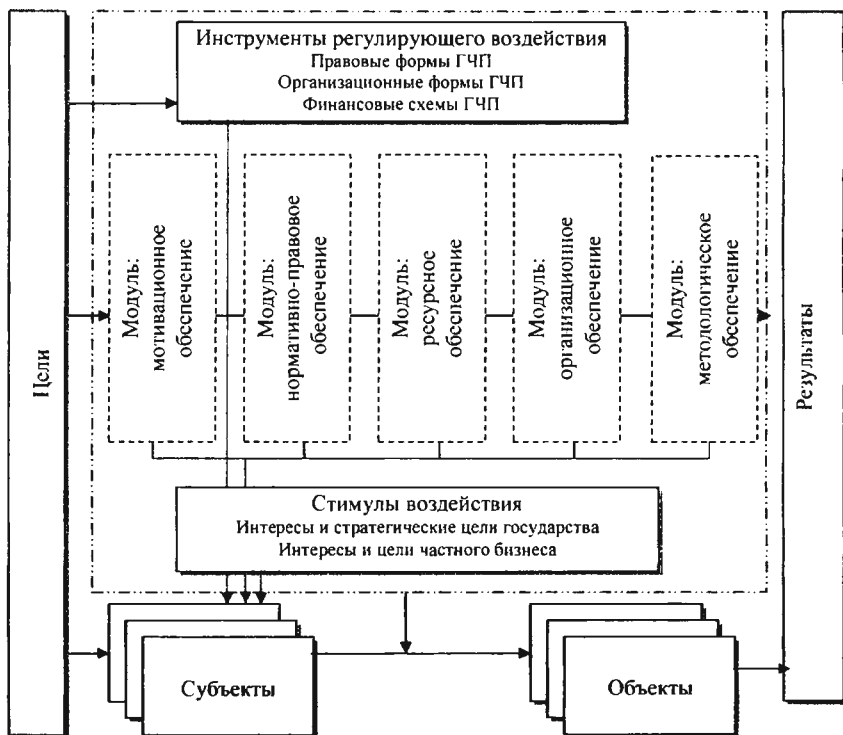 Цели
Инструменты регулирующего воздействия
Правовые формы ГЧП
Организационные формы ГЧП
Финансовые схемы ГЧП
Модуль:
мотивационное
обеспечение
Модуль:
нормативно-правовое
обеспечение
Модуль:
ресурсное
обеспечение
Модуль:
организационное
обеспечение
Модуль:
методологическое
обеспечение
Стимулы воздействия
Интересы и стратегические цели государства
Интересы и цели частного бизнеса
Субъекты
Объекты
Результаты